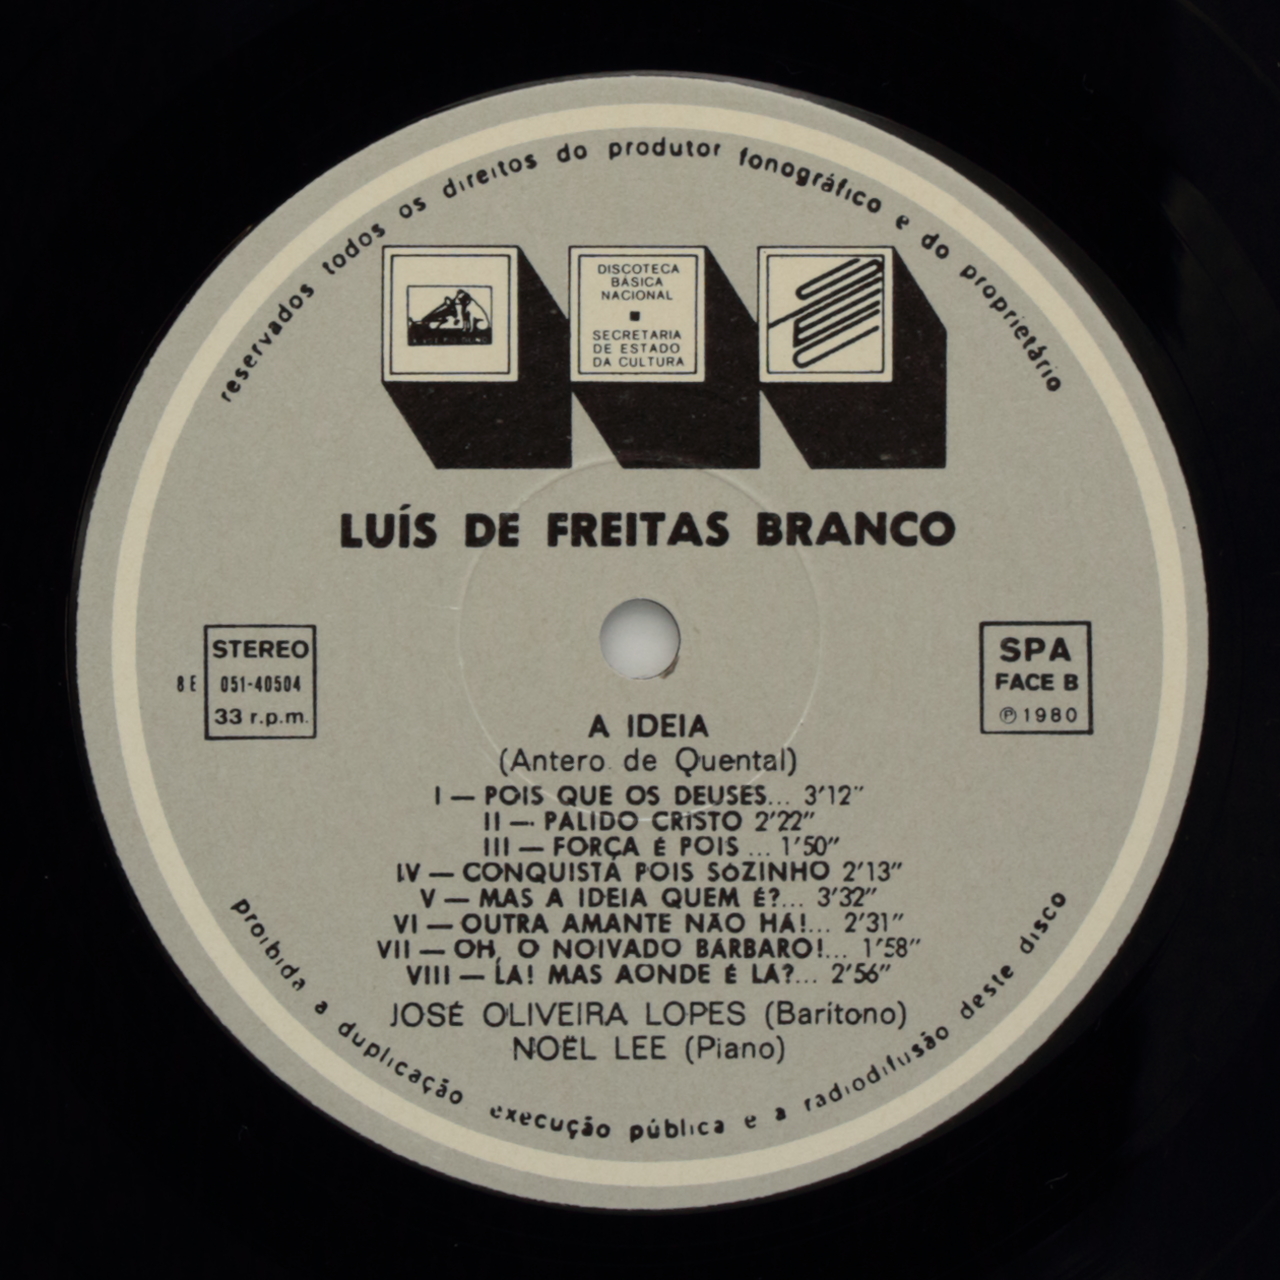 reservados todos os direitos do produtor fonográfico e do proprietário
DISCOTECA
BÁSICA
NACIONAL
SECRETARIA
DE ESTADO
DA CULTURA
LUÍS DE FREITAS BRANCO
STEREO
8E 051-40504
33 r.p.m.
SPA
FACE B
℗ 1980
A IDEIA
(Antero de Quental)
I — POIS QUE OS DEUSES... 3'12"
II — PALIDO CRISTO 2'22"
III — FORÇA É POIS ... 1'50"
IV — CONQUISTA POIS SÓZINHO 2'13"
V — MAS A IDEIA QUEM É?... 3'32"
VI — OUTRA AMANTE NÃO HÁ!... 2'31"
VII — OH, O NOIVADO BÁRBARO!... 1'58"
VIII — LÁ! MAS AONDE É LÁ?... 2'56"
JOSÉ OLIVEIRA LOPES (Barítono)
NOËL LEE (Piano)
proibida a duplicação execução pública e a radiodifusão deste disco